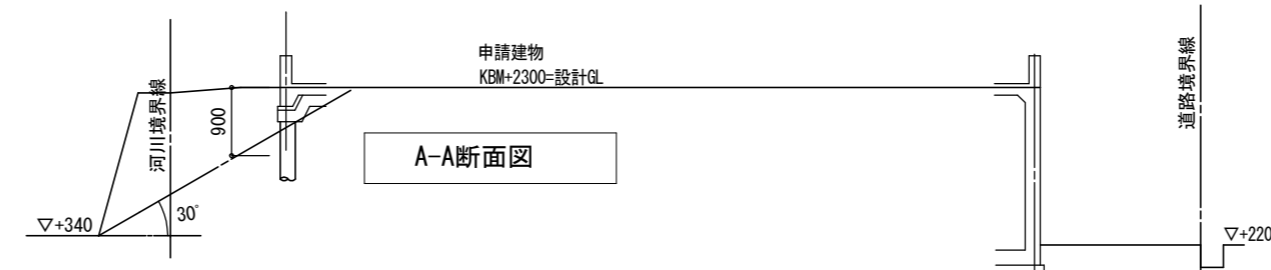 申請建物
KBM+2300=設計GL
河川境界線
900
A-A断面図
道路境界線
30°
▽+340
▽+220